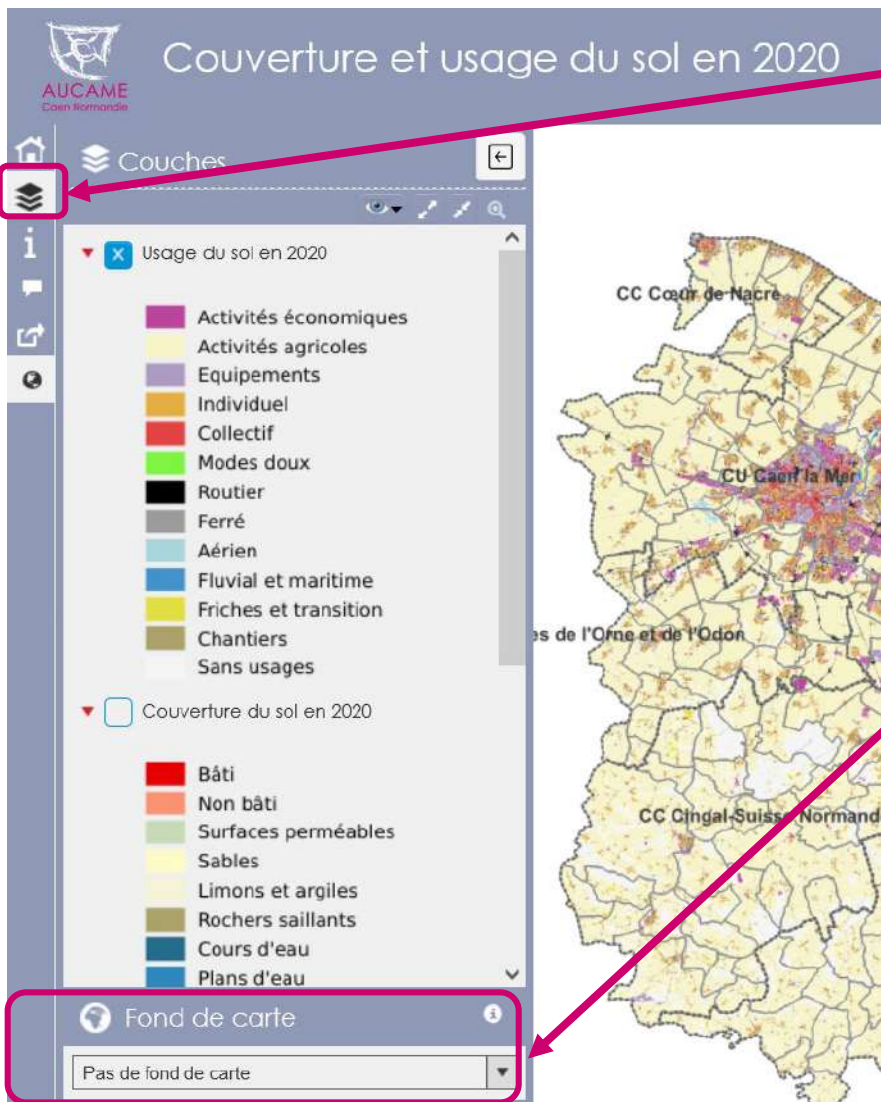 AUCAME
Caen Normandie
Couverture et usage du sol en 2020
Couches
Usage du sol en 2020
Activités économiques
Activités agricoles
Equipements
Individuel
Collectif
Modes doux
Routier
Ferré
Aérien
Fluvial et maritime
Friches et transition
Chantiers
Sans usages
Couverture du sol en 2020
Bâti
Non bâti
Surfaces perméables
Sables
Limons et argiles
Rochers saillants
Cours d'eau
Plans d'eau
Fond de carte
Pas de fond de carte
CC Cœur de Nacre
CU Caen la Mer
es de l'Orne et de l'Odon
CC Cingal-Suisse Normand